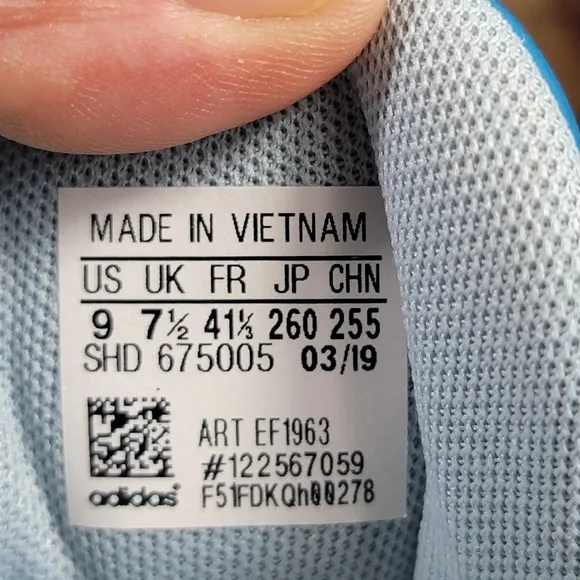 MADE IN VIETNAM
US UK FR JP CHN
9 7½ 41⅓ 260 255
SHD 675005 03/19
ART EF1963
#122567059
adidas F51FDKQh00278